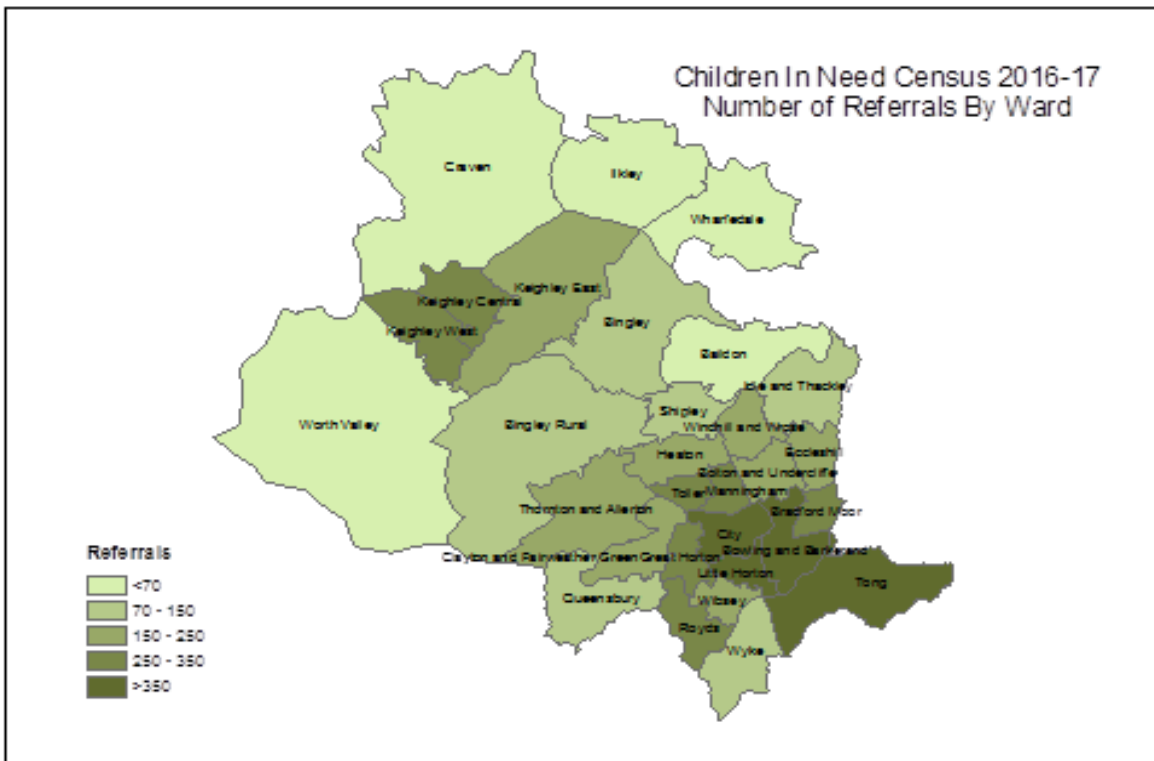 Children In Need Census 2016-17
Number of Referrals By Ward
Craven
Ilkley
Wharfedale
Keighley East
Keighley Central
Bingley
Keighley West
Baildon
Idle and Thackley
Shipley
Worth Valley
Bingley Rural
Windhill and Wrose
Heaton
Eccleshill
Bolton and Undercliffe
Toller
Manningham
Thornton and Allerton
Bradford Moor
City
Bowling and Barkerend
Clayton and Fairweather Green
Great Horton
Little Horton
Tong
Queensbury
Wibsey
Royds
Wyke
Referrals
<70
70 - 150
150 - 250
250 - 350
>350